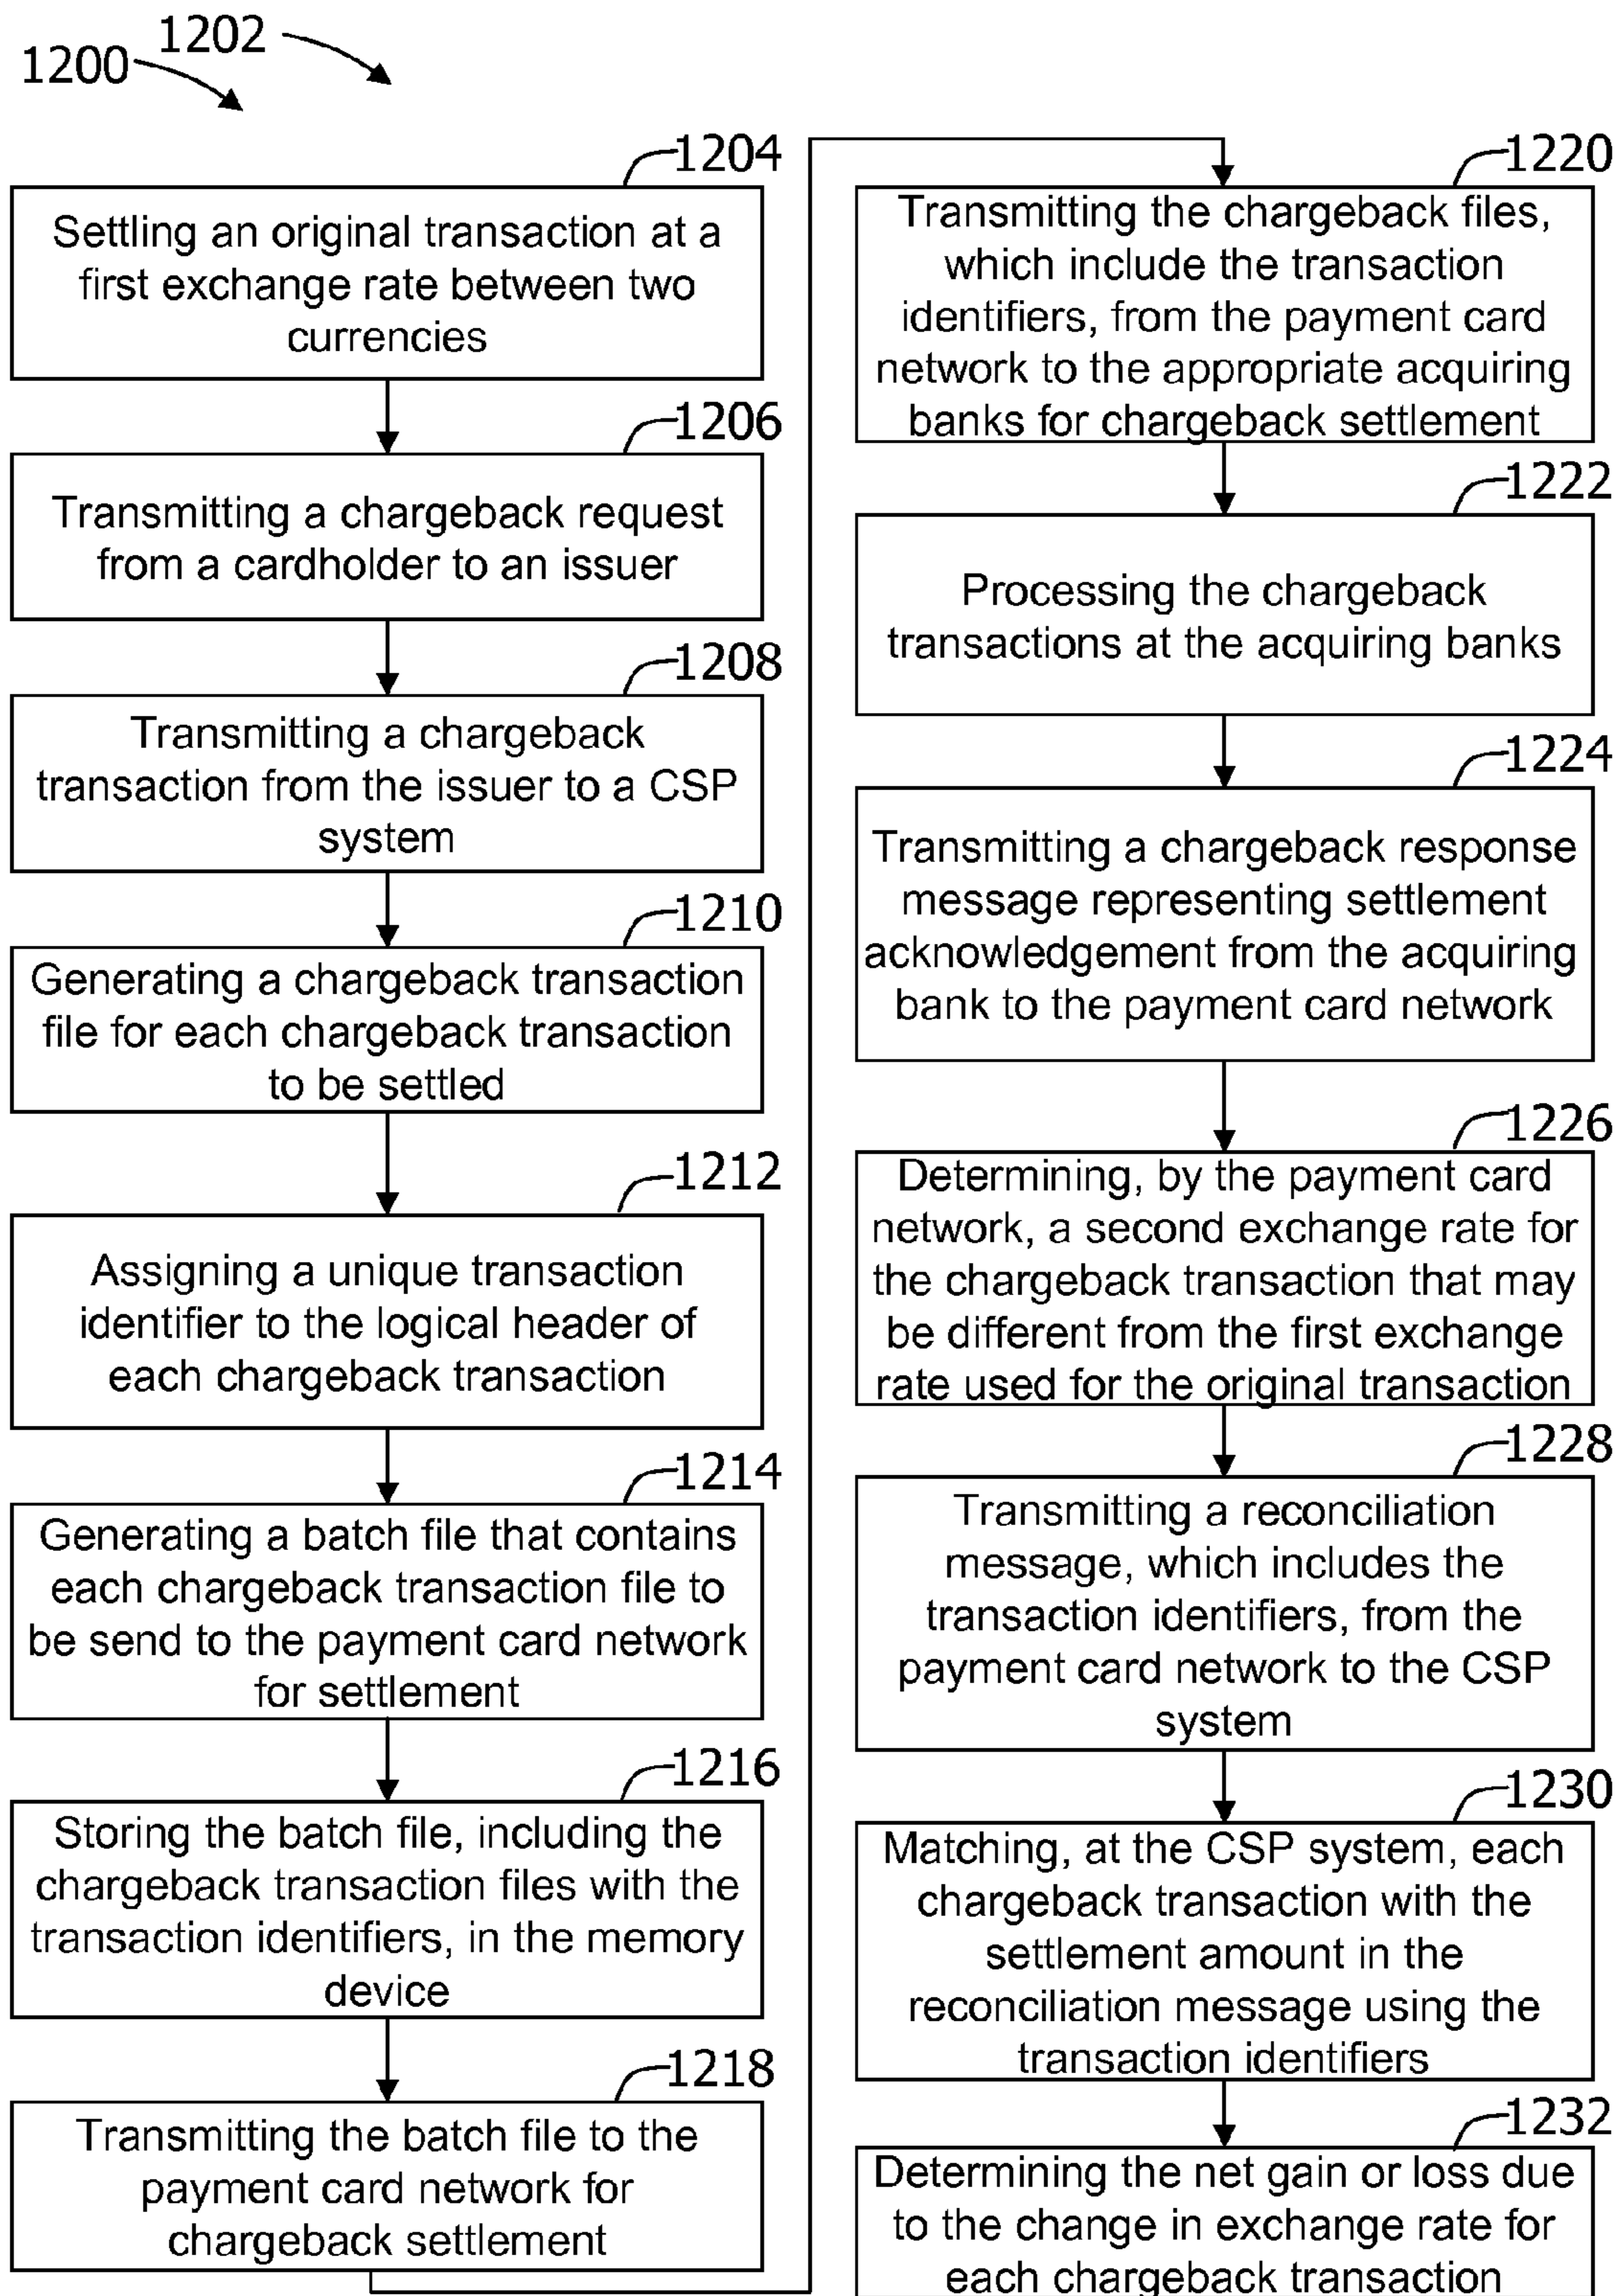 1202
1200
1204
Settling an original transaction at a
first exchange rate between two
currencies
1206
Transmitting a chargeback request
from a cardholder to an issuer
1208
Transmitting a chargeback
transaction from the issuer to a CSP
system
1210
Generating a chargeback transaction
file for each chargeback transaction
to be settled
1212
Assigning a unique transaction
identifier to the logical header of
each chargeback transaction
1214
Generating a batch file that contains
each chargeback transaction file to
be send to the payment card network
for settlement
1216
Storing the batch file, including the
chargeback transaction files with the
transaction identifiers, in the memory
device
1218
Transmitting the batch file to the
payment card network for
chargeback settlement
1220
Transmitting the chargeback files,
which include the transaction
identifiers, from the payment card
network to the appropriate acquiring
banks for chargeback settlement
1222
Processing the chargeback
transactions at the acquiring banks
1224
Transmitting a chargeback response
message representing settlement
acknowledgement from the acquiring
bank to the payment card network
1226
Determining, by the payment card
network, a second exchange rate for
the chargeback transaction that may
be different from the first exchange
rate used for the original transaction
1228
Transmitting a reconciliation
message, which includes the
transaction identifiers, from the
payment card network to the CSP
system
1230
Matching, at the CSP system, each
chargeback transaction with the
settlement amount in the
reconciliation message using the
transaction identifiers
1232
Determining the net gain or loss due
to the change in exchange rate for
each chargeback transaction